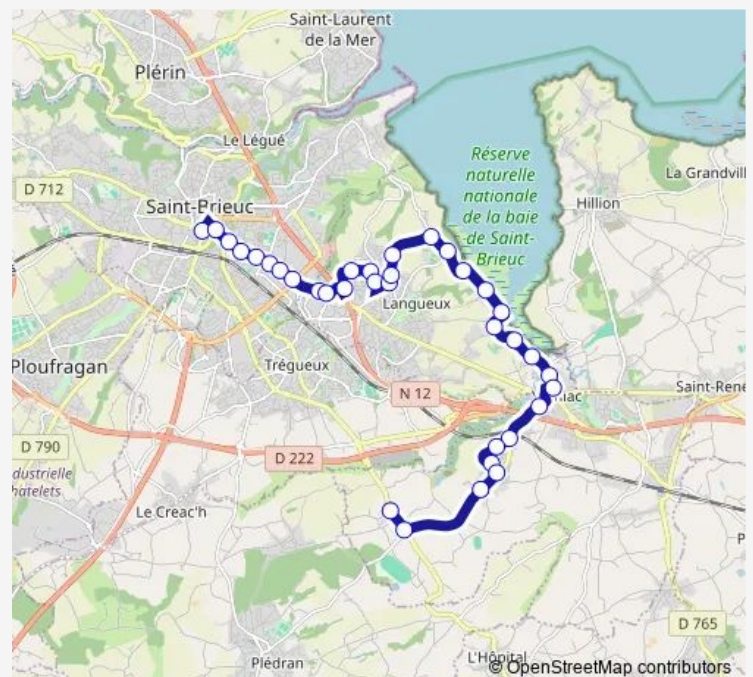 Saint-Laurent
de la Mer
Plérin
Le Légué
Réserve
naturelle
nationale
de la baie
de Saint-
Brieuc
La Grandvill
D 712
Saint-Brieuc
Hillion
Langueux
Ploufragan
Trégueux
N 12
Saint-Rene
D 790
D 222
dustrielle
hatelets
Le Creac'h
D 765
Plédran
L'Hôpital
© OpenStreetMap contributors